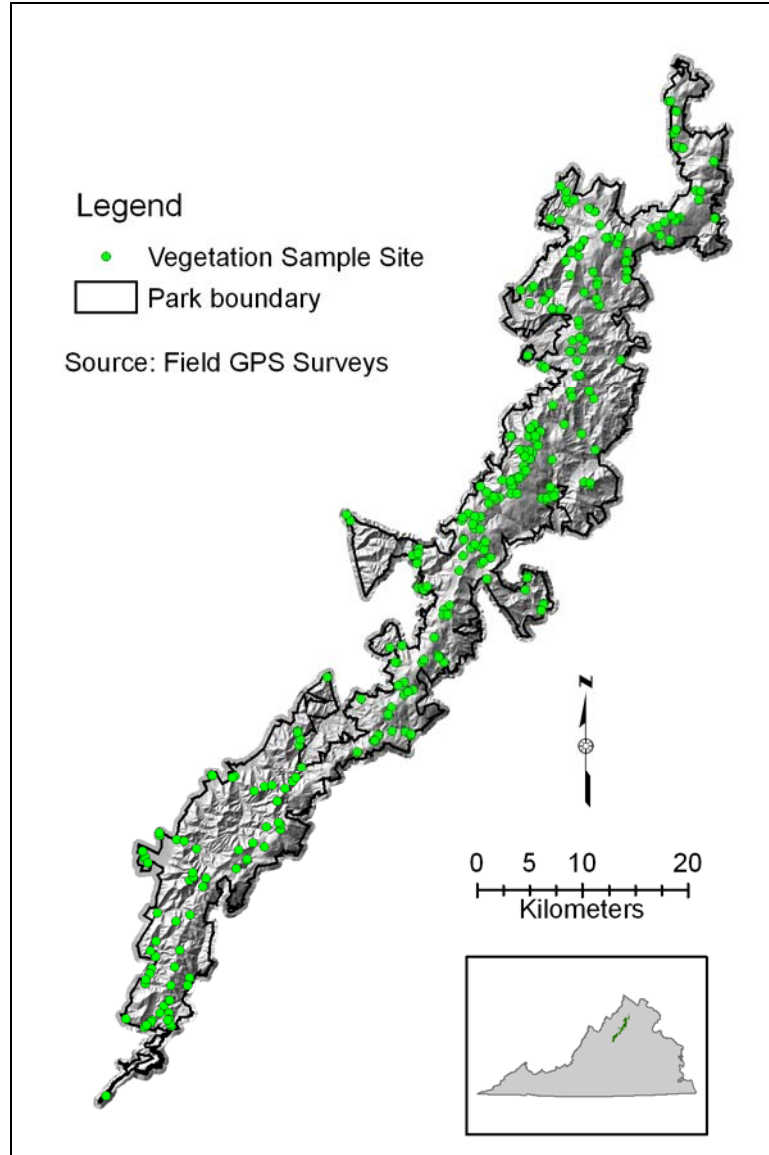 Legend
Vegetation Sample Site
Park boundary
Source: Field GPS Surveys
N
0 5 10 20
Kilometers